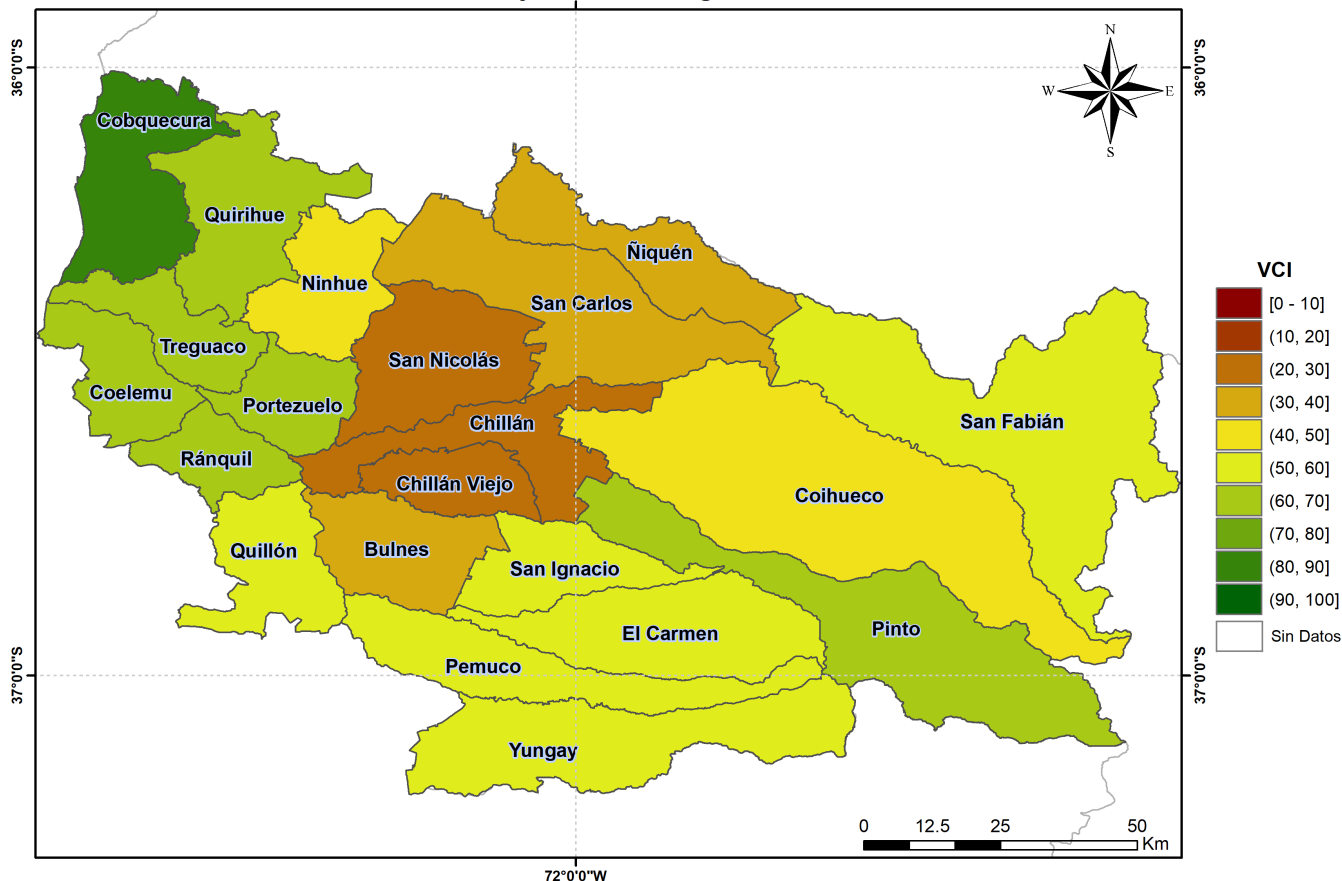 N
W E
S
36°0'0"S
36°0'0"S
Cobquecura
Quirihue
Ñiquén
Ninhue
San Carlos
Treguaco
San Nicolás
Coelemu
Portezuelo
Chillán
San Fabián
Ránquil
Chillán Viejo
Coihueco
Quillón
Bulnes
San Ignacio
El Carmen
Pinto
Pemuco
Yungay
VCI
[0 - 10]
(10, 20]
(20, 30]
(30, 40]
(40, 50]
(50, 60]
(60, 70]
(70, 80]
(80, 90]
(90, 100]
Sin Datos
37°0'0"S
37°0'0"S
0 12.5 25 50
Km
72°0'0"W